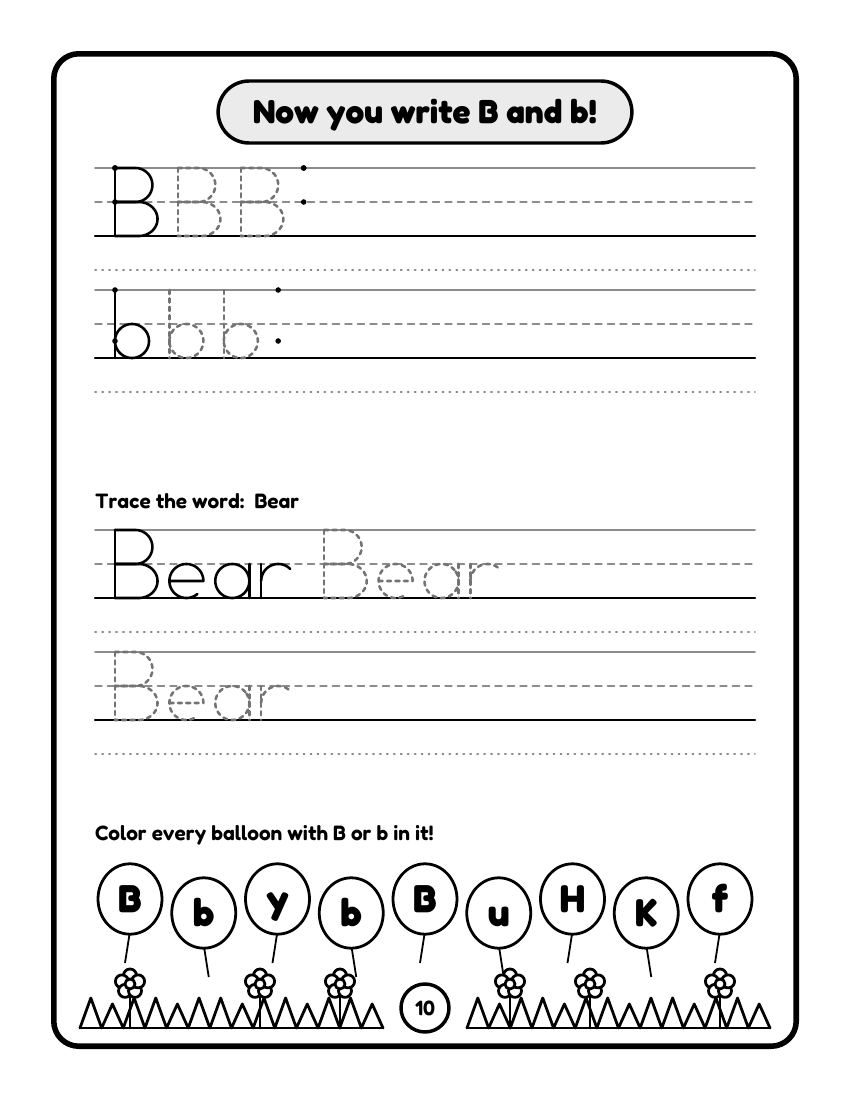 Now you write B and b!
B B B
b b b
Trace the word: Bear
Bear Bear
Bear
Color every balloon with B or b in it!
B b y b B u H K f
10